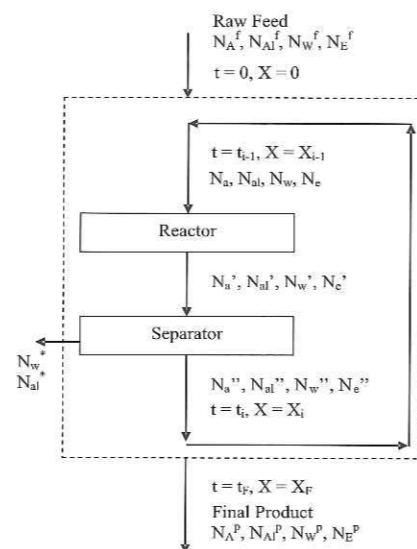 Raw Feed
N_A^f, N_Al^f, N_W^f, N_E^f
t = 0, X = 0
t = t_i-1, X = X_i-1
N_a, N_al, N_w, N_e
Reactor
N_a', N_al', N_w', N_e'
Separator
N_w^*
N_al^*
N_a'', N_al'', N_w'', N_e''
t = t_i, X = X_i
t = t_F, X = X_F
Final Product
N_A^P, N_Al^P, N_W^P, N_E^P